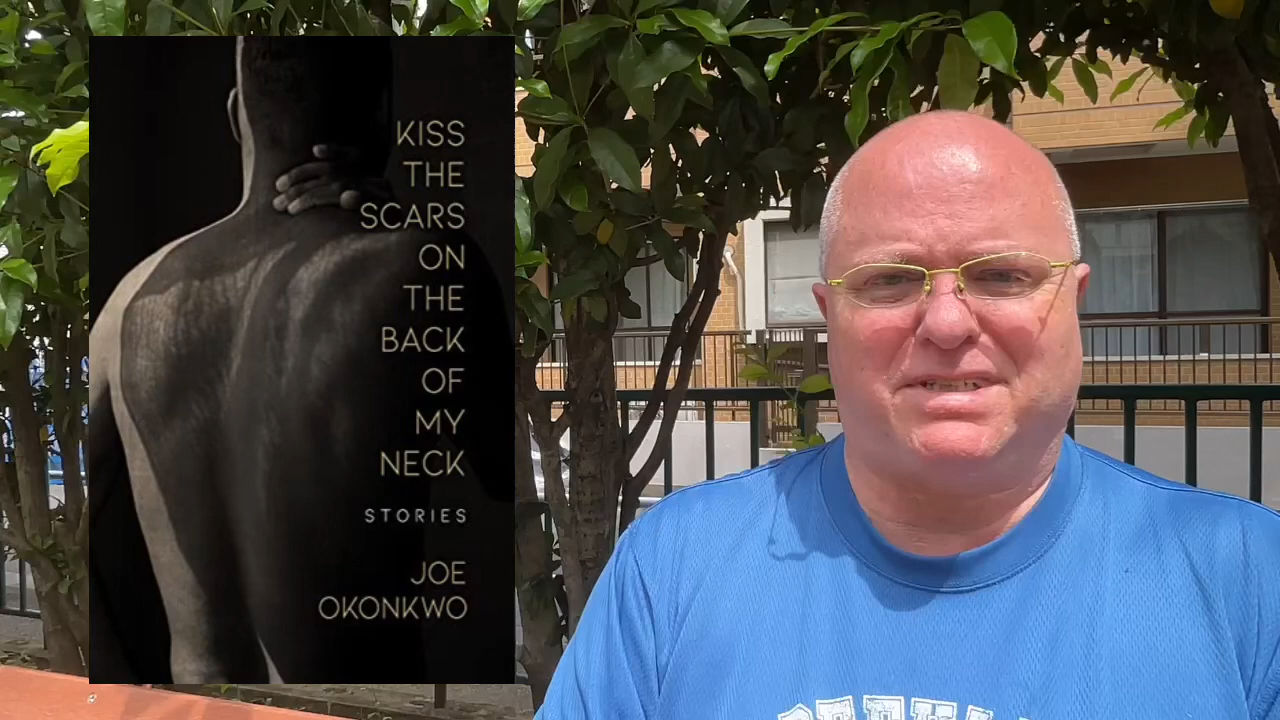 KISS
THE
SCARS
ON
THE
BACK
OF
MY
NECK
STORIES
JOE
OKONKWO